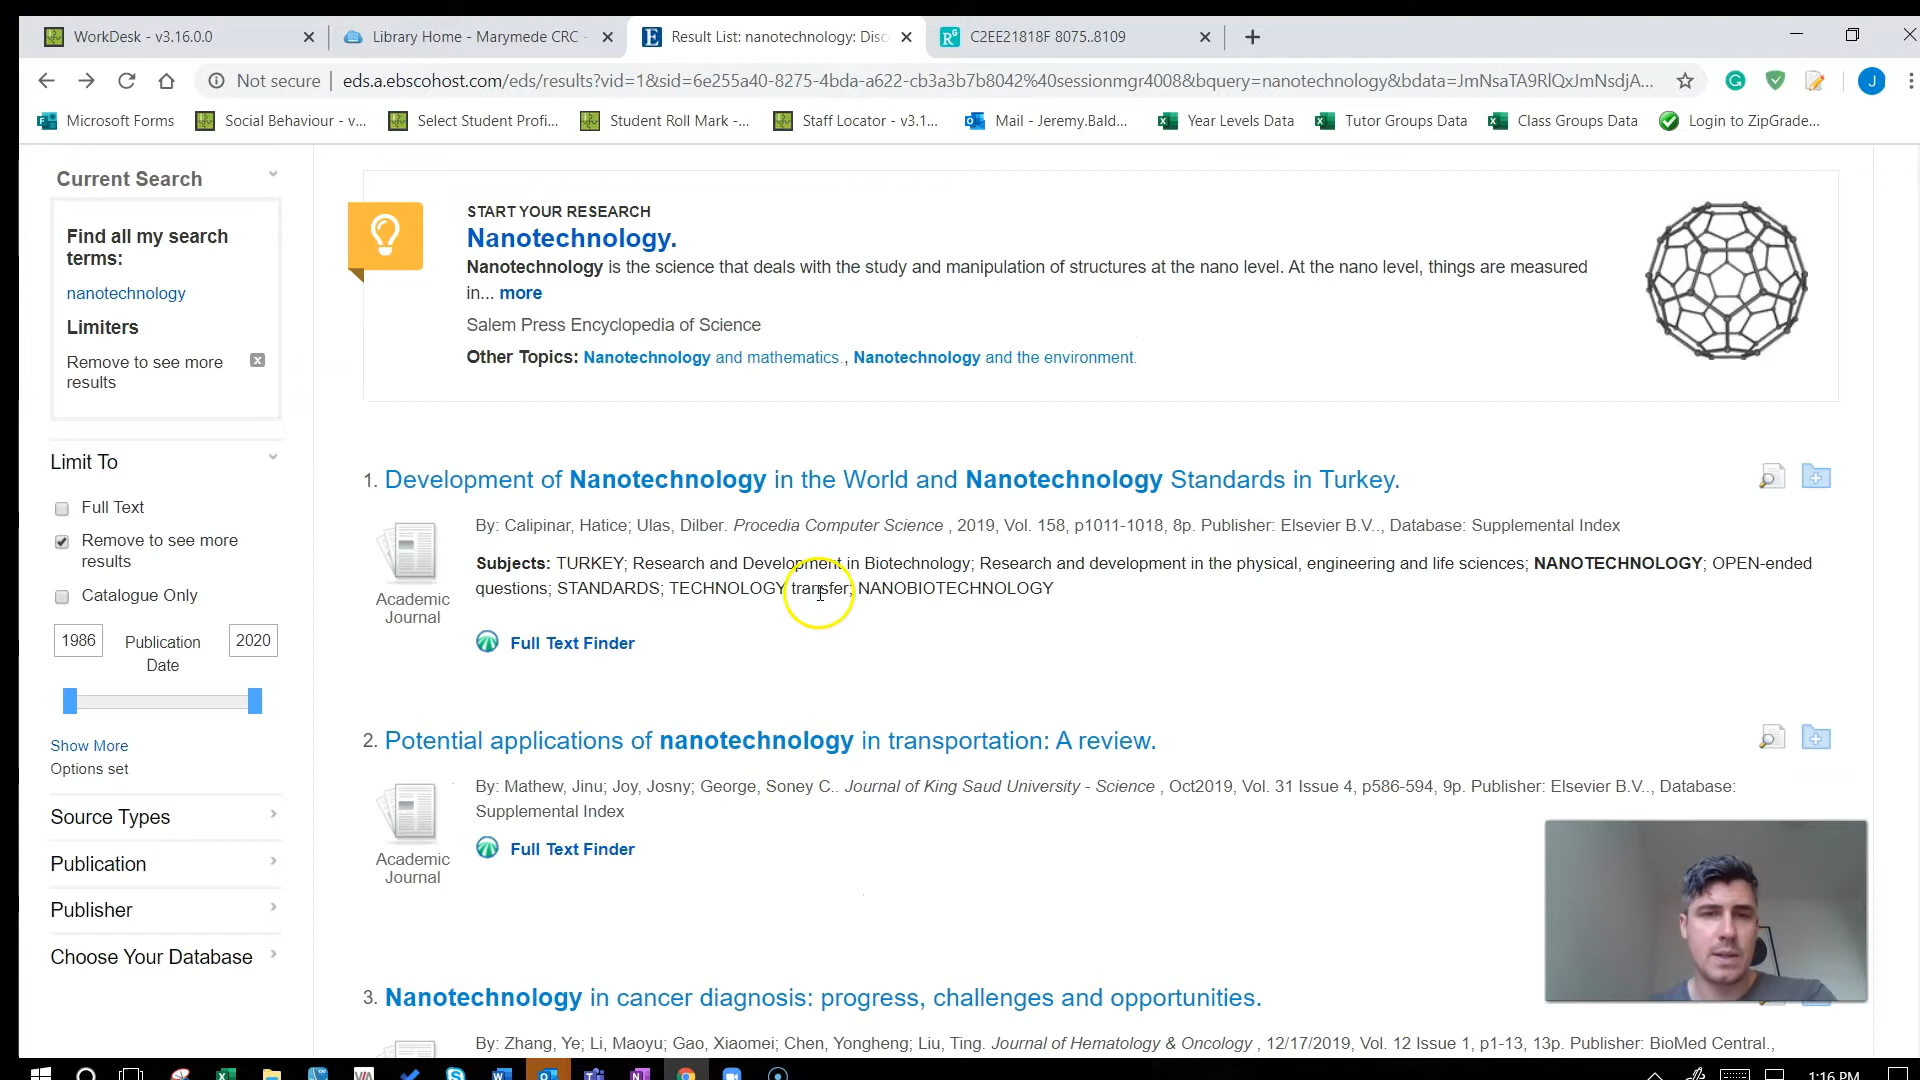 WorkDesk - v3.16.0.0
Library Home - Marymede CRC -
Result List: nanotechnology: Disc
C2EE21818F 8075..8109
Not secure
eds.a.ebscohost.com/eds/results?vid=1&sid=6e255a40-8275-4bda-a622-cb3a3b7b8042%40sessionmgr4008&bquery=nanotechnology&bdata=JmNsaTA9RlQxJmNsdjA...
J
Microsoft Forms
Social Behaviour - v...
Select Student Profi...
Student Roll Mark -...
Staff Locator - v3.1...
Mail - Jeremy.Bald...
Year Levels Data
Tutor Groups Data
Class Groups Data
Login to ZipGrade...
Current Search
Find all my search
terms:
nanotechnology
Limiters
Remove to see more
results
Limit To
Full Text
Remove to see more
results
Catalogue Only
1986
Publication
Date
2020
Show More
Options set
Source Types
Publication
Publisher
Choose Your Database
START YOUR RESEARCH
Nanotechnology.
Nanotechnology is the science that deals with the study and manipulation of structures at the nano level. At the nano level, things are measured
in... more
Salem Press Encyclopedia of Science
Other Topics: Nanotechnology and mathematics., Nanotechnology and the environment.
1. Development of Nanotechnology in the World and Nanotechnology Standards in Turkey.
By: Calipinar, Hatice; Ulas, Dilber. Procedia Computer Science , 2019, Vol. 158, p1011-1018, 8p. Publisher: Elsevier B.V.., Database: Supplemental Index
Subjects: TURKEY; Research and Development in Biotechnology; Research and development in the physical, engineering and life sciences; NANOTECHNOLOGY; OPEN-ended
questions; STANDARDS; TECHNOLOGY transfer; NANOBIOTECHNOLOGY
Academic
Journal
Full Text Finder
2. Potential applications of nanotechnology in transportation: A review.
By: Mathew, Jinu; Joy, Josny; George, Soney C.. Journal of King Saud University - Science , Oct2019, Vol. 31 Issue 4, p586-594, 9p. Publisher: Elsevier B.V.., Database:
Supplemental Index
Academic
Journal
Full Text Finder
3. Nanotechnology in cancer diagnosis: progress, challenges and opportunities.
By: Zhang, Ye; Li, Maoyu; Gao, Xiaomei; Chen, Yongheng; Liu, Ting. Journal of Hematology & Oncology , 12/17/2019, Vol. 12 Issue 1, p1-13, 13p. Publisher: BioMed Central.,
1:16 PM